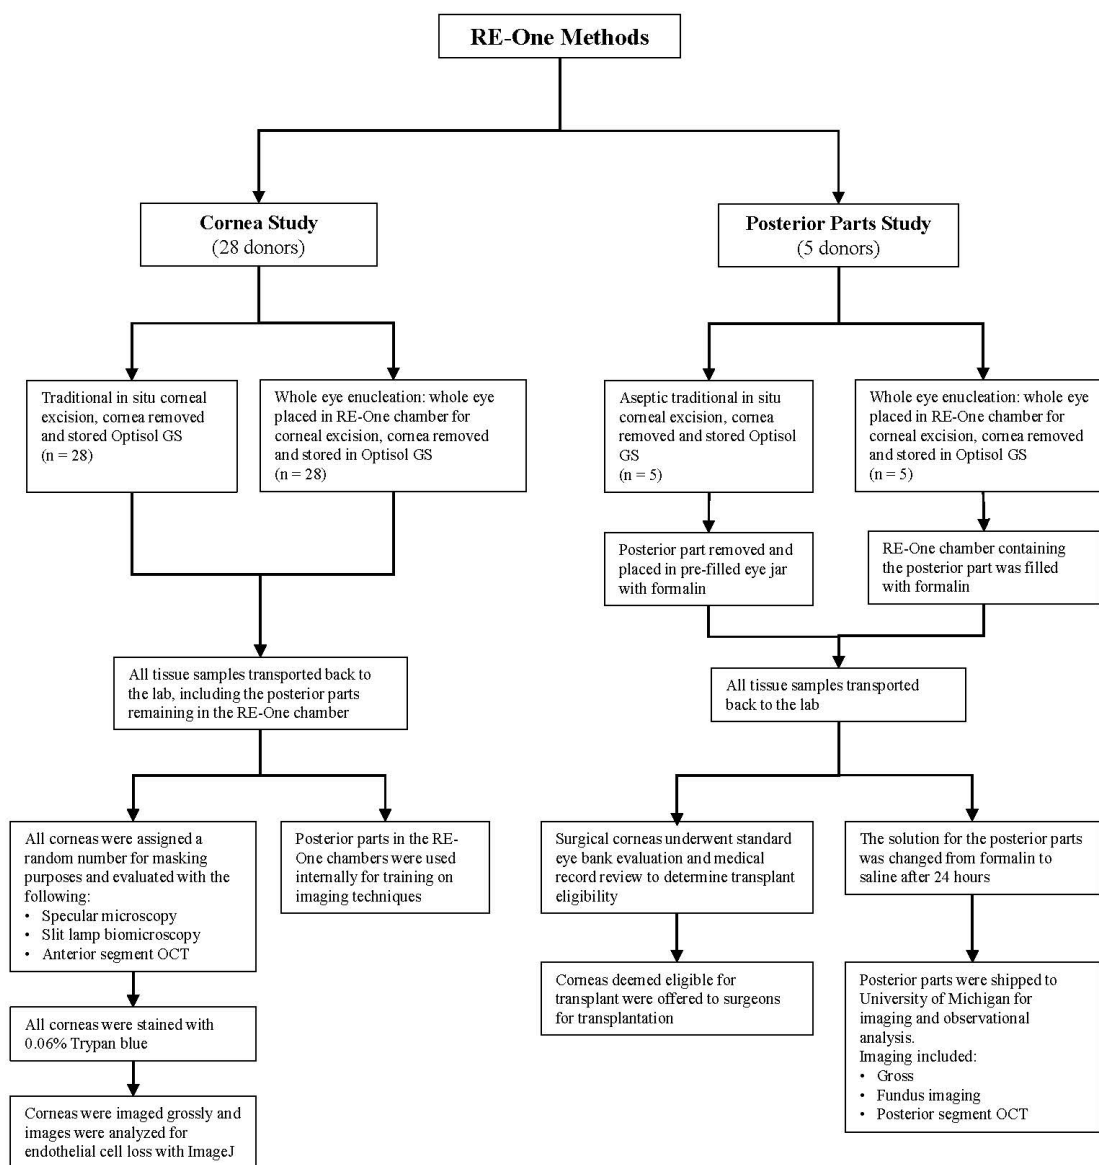 RE-One Methods
Cornea Study
(28 donors)
Posterior Parts Study
(5 donors)
Traditional in situ corneal
excision, cornea removed
and stored Optisol GS
(n = 28)
Whole eye enucleation: whole eye
placed in RE-One chamber for
corneal excision, cornea removed
and stored in Optisol GS
(n = 28)
Aseptic traditional in situ
corneal excision, cornea
removed and stored Optisol
GS
(n = 5)
Whole eye enucleation: whole eye
placed in RE-One chamber for
corneal excision, cornea removed
and stored in Optisol GS
(n = 5)
Posterior part removed and
placed in pre-filled eye jar
with formalin
RE-One chamber containing
the posterior part was filled
with formalin
All tissue samples transported back to
the lab, including the posterior parts
remaining in the RE-One chamber
All tissue samples transported
back to the lab
All corneas were assigned a
random number for masking
purposes and evaluated with the
following:
• Specular microscopy
• Slit lamp biomicroscopy
• Anterior segment OCT
Posterior parts in the RE-
One chambers were used
internally for training on
imaging techniques
Surgical corneas underwent standard
eye bank evaluation and medical
record review to determine transplant
eligibility
The solution for the posterior parts
was changed from formalin to
saline after 24 hours
All corneas were stained with
0.06% Trypan blue
Corneas deemed eligible for
transplant were offered to surgeons
for transplantation
Posterior parts were shipped to
University of Michigan for
imaging and observational
analysis.
Imaging included:
• Gross
• Fundus imaging
• Posterior segment OCT
Corneas were imaged grossly and
images were analyzed for
endothelial cell loss with ImageJ